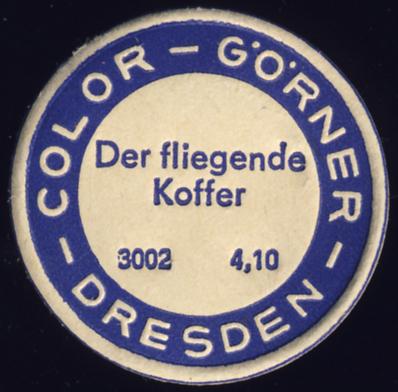 COLOR - GÖRNER - DRESDEN -
Der fliegende
Koffer
3002 4,10